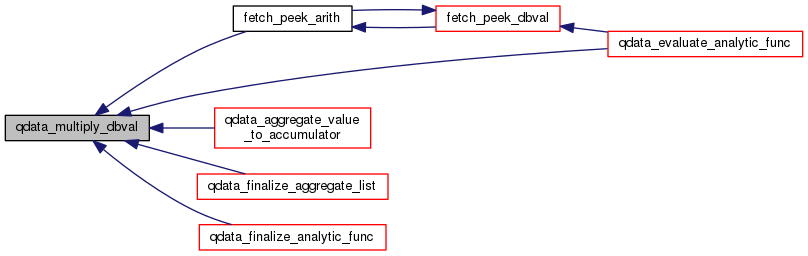 fetch_peek_arith
fetch_peek_dbval
qdata_evaluate_analytic_func
qdata_multiply_dbval
qdata_aggregate_value
_to_accumulator
qdata_finalize_aggregate_list
qdata_finalize_analytic_func